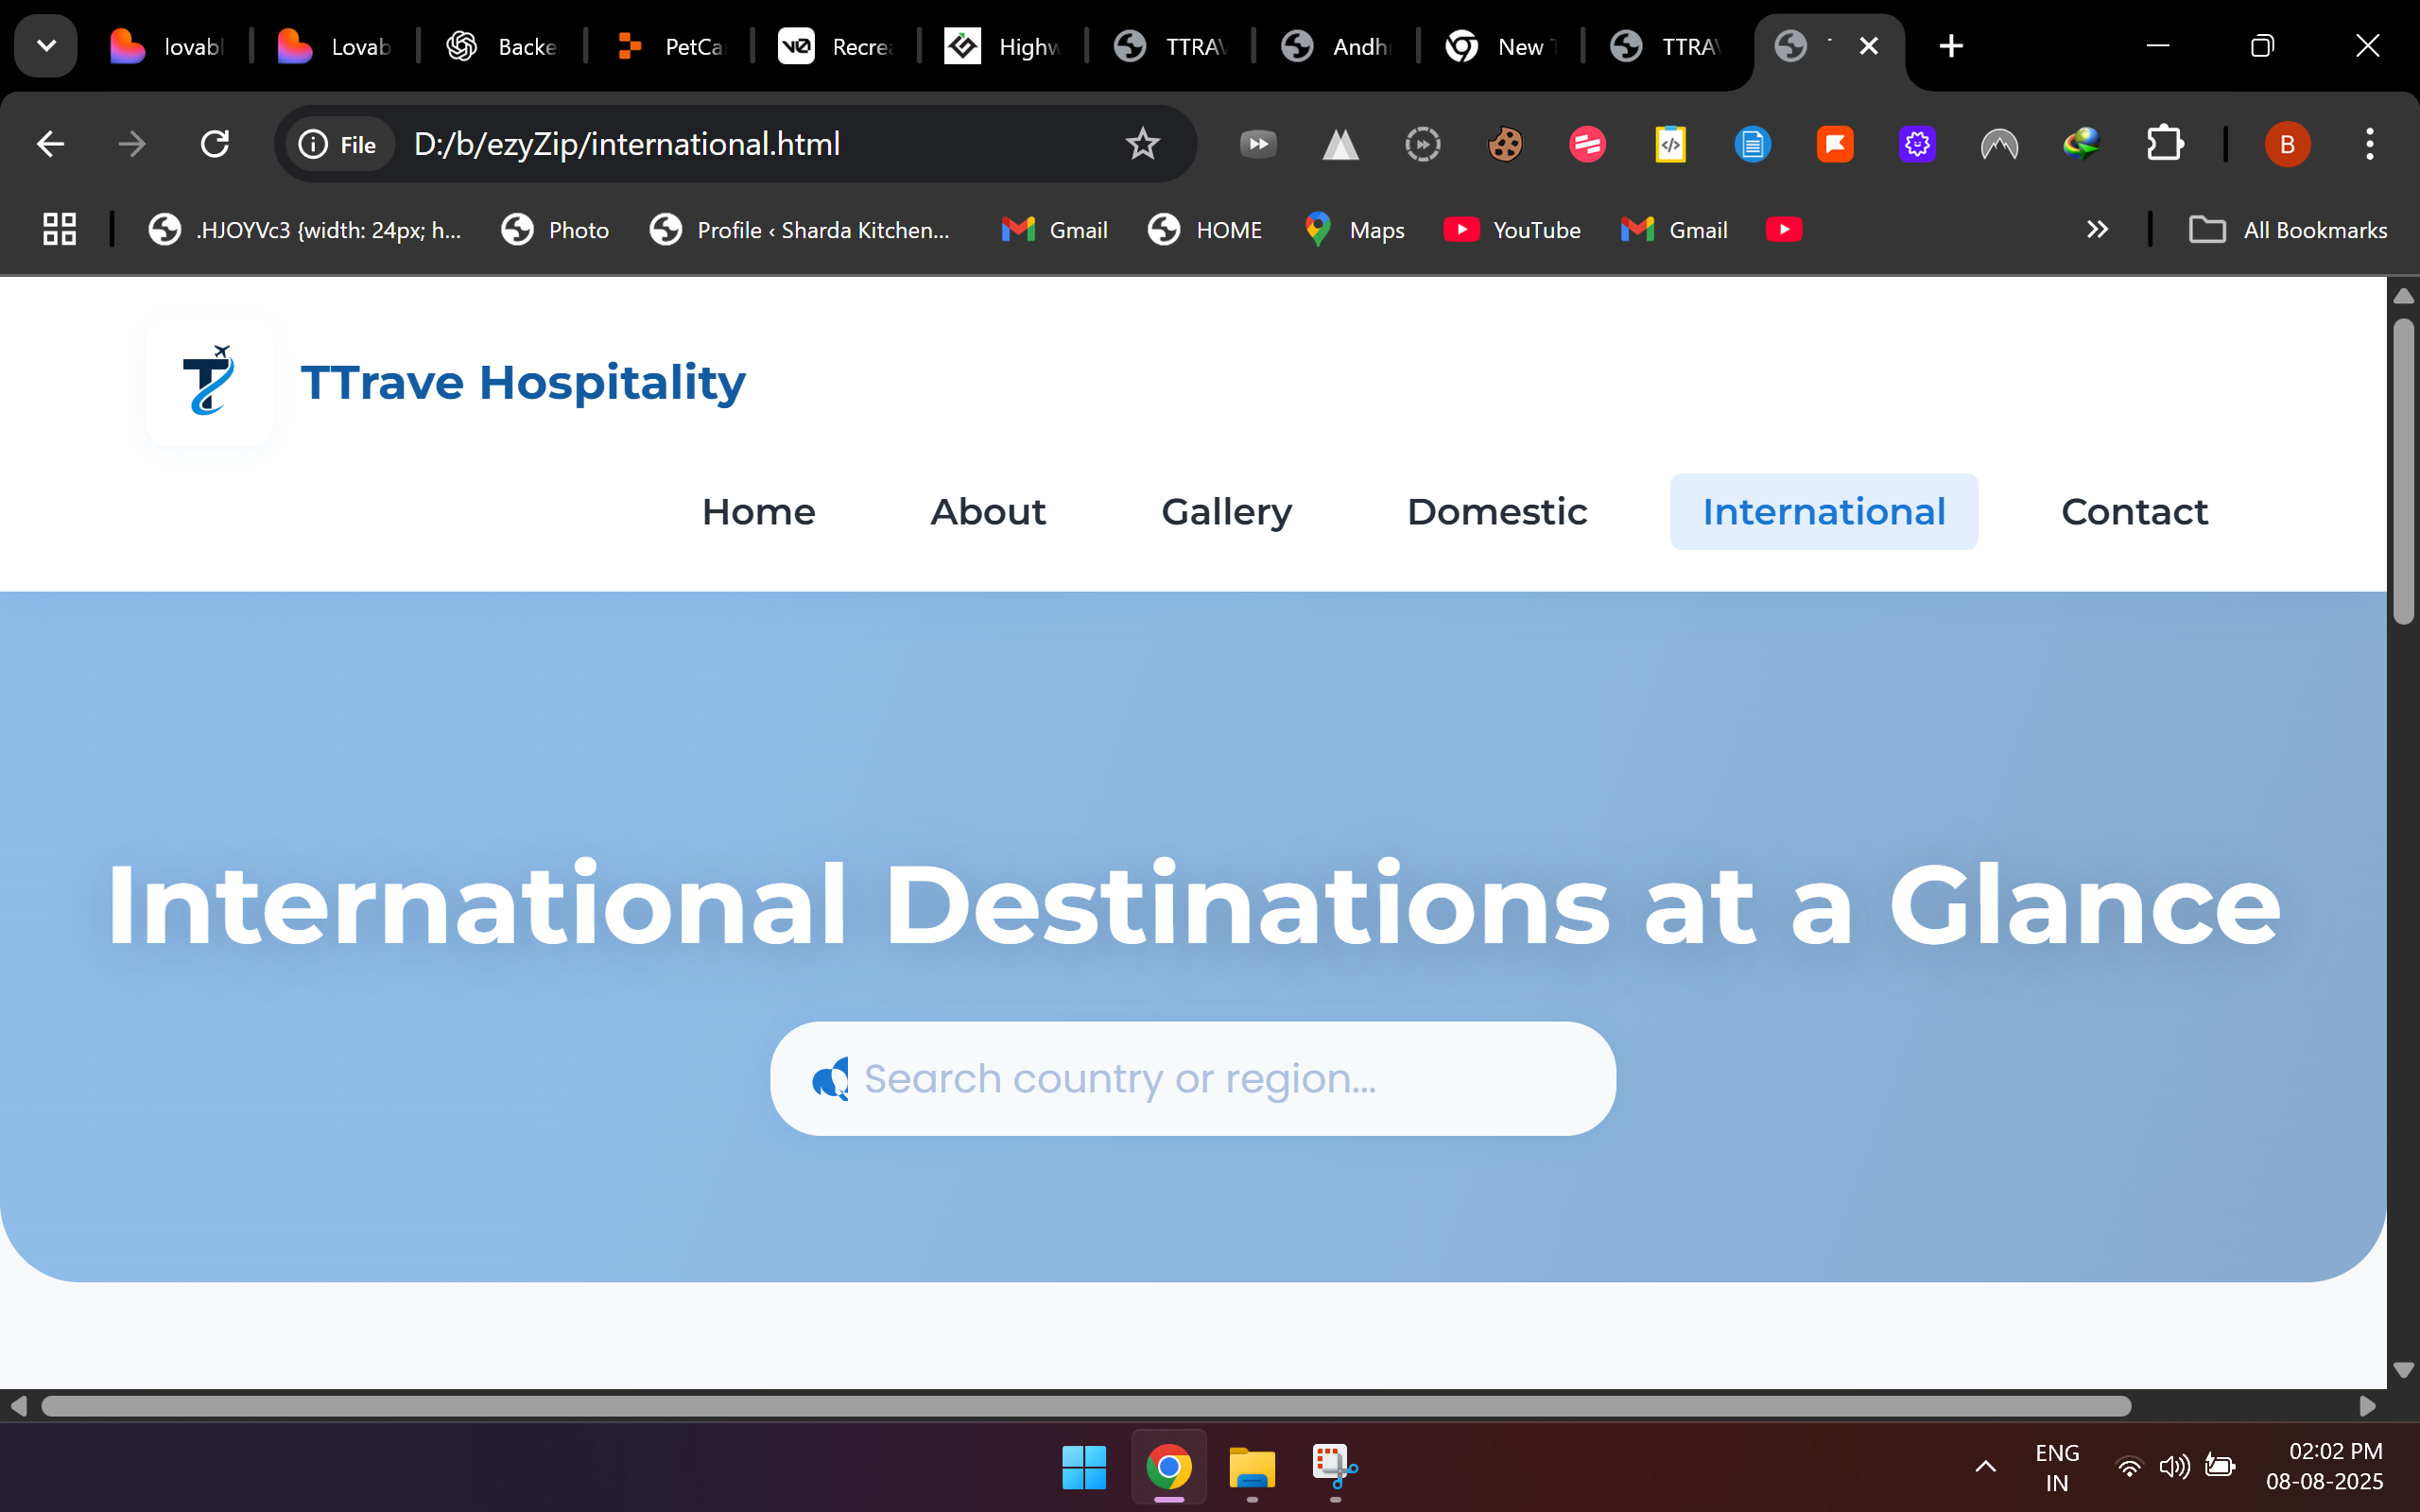 lovabl Lovab Backe PetCa Recrea Highw TTRAV Andhr New T TTRAV
File D:/b/ezyZip/international.html B
.HJOYVc3 {width: 24px; h... Photo Profile ‹ Sharda Kitchen... Gmail HOME Maps YouTube Gmail All Bookmarks
TTrave Hospitality
Home About Gallery Domestic International Contact
International Destinations at a Glance
Search country or region...
ENG
IN
02:02 PM
08-08-2025